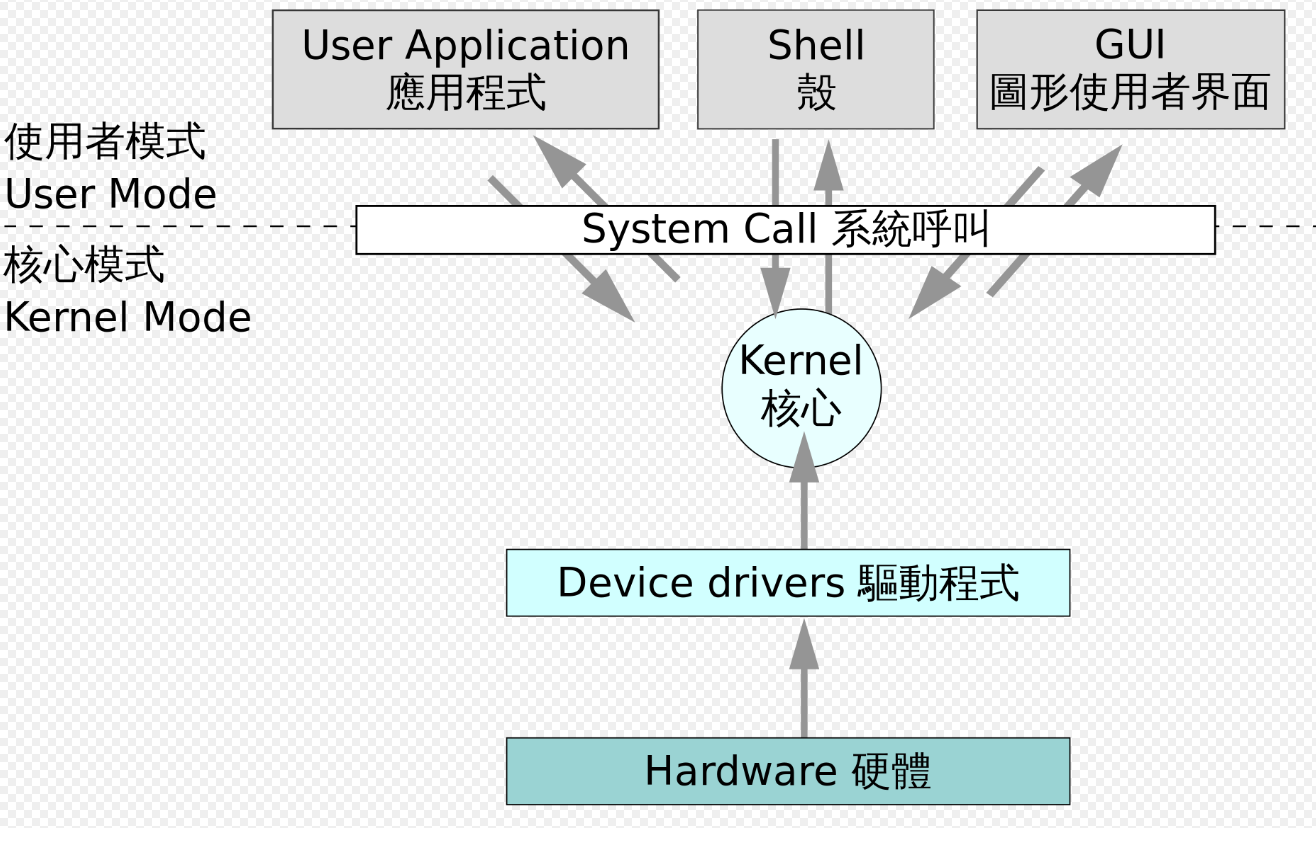 User Application
應用程式
Shell
殼
GUI
圖形使用者界面
使用者模式
User Mode
System Call 系統呼叫
核心模式
Kernel Mode
Kernel
核心
Device drivers 驅動程式
Hardware 硬體